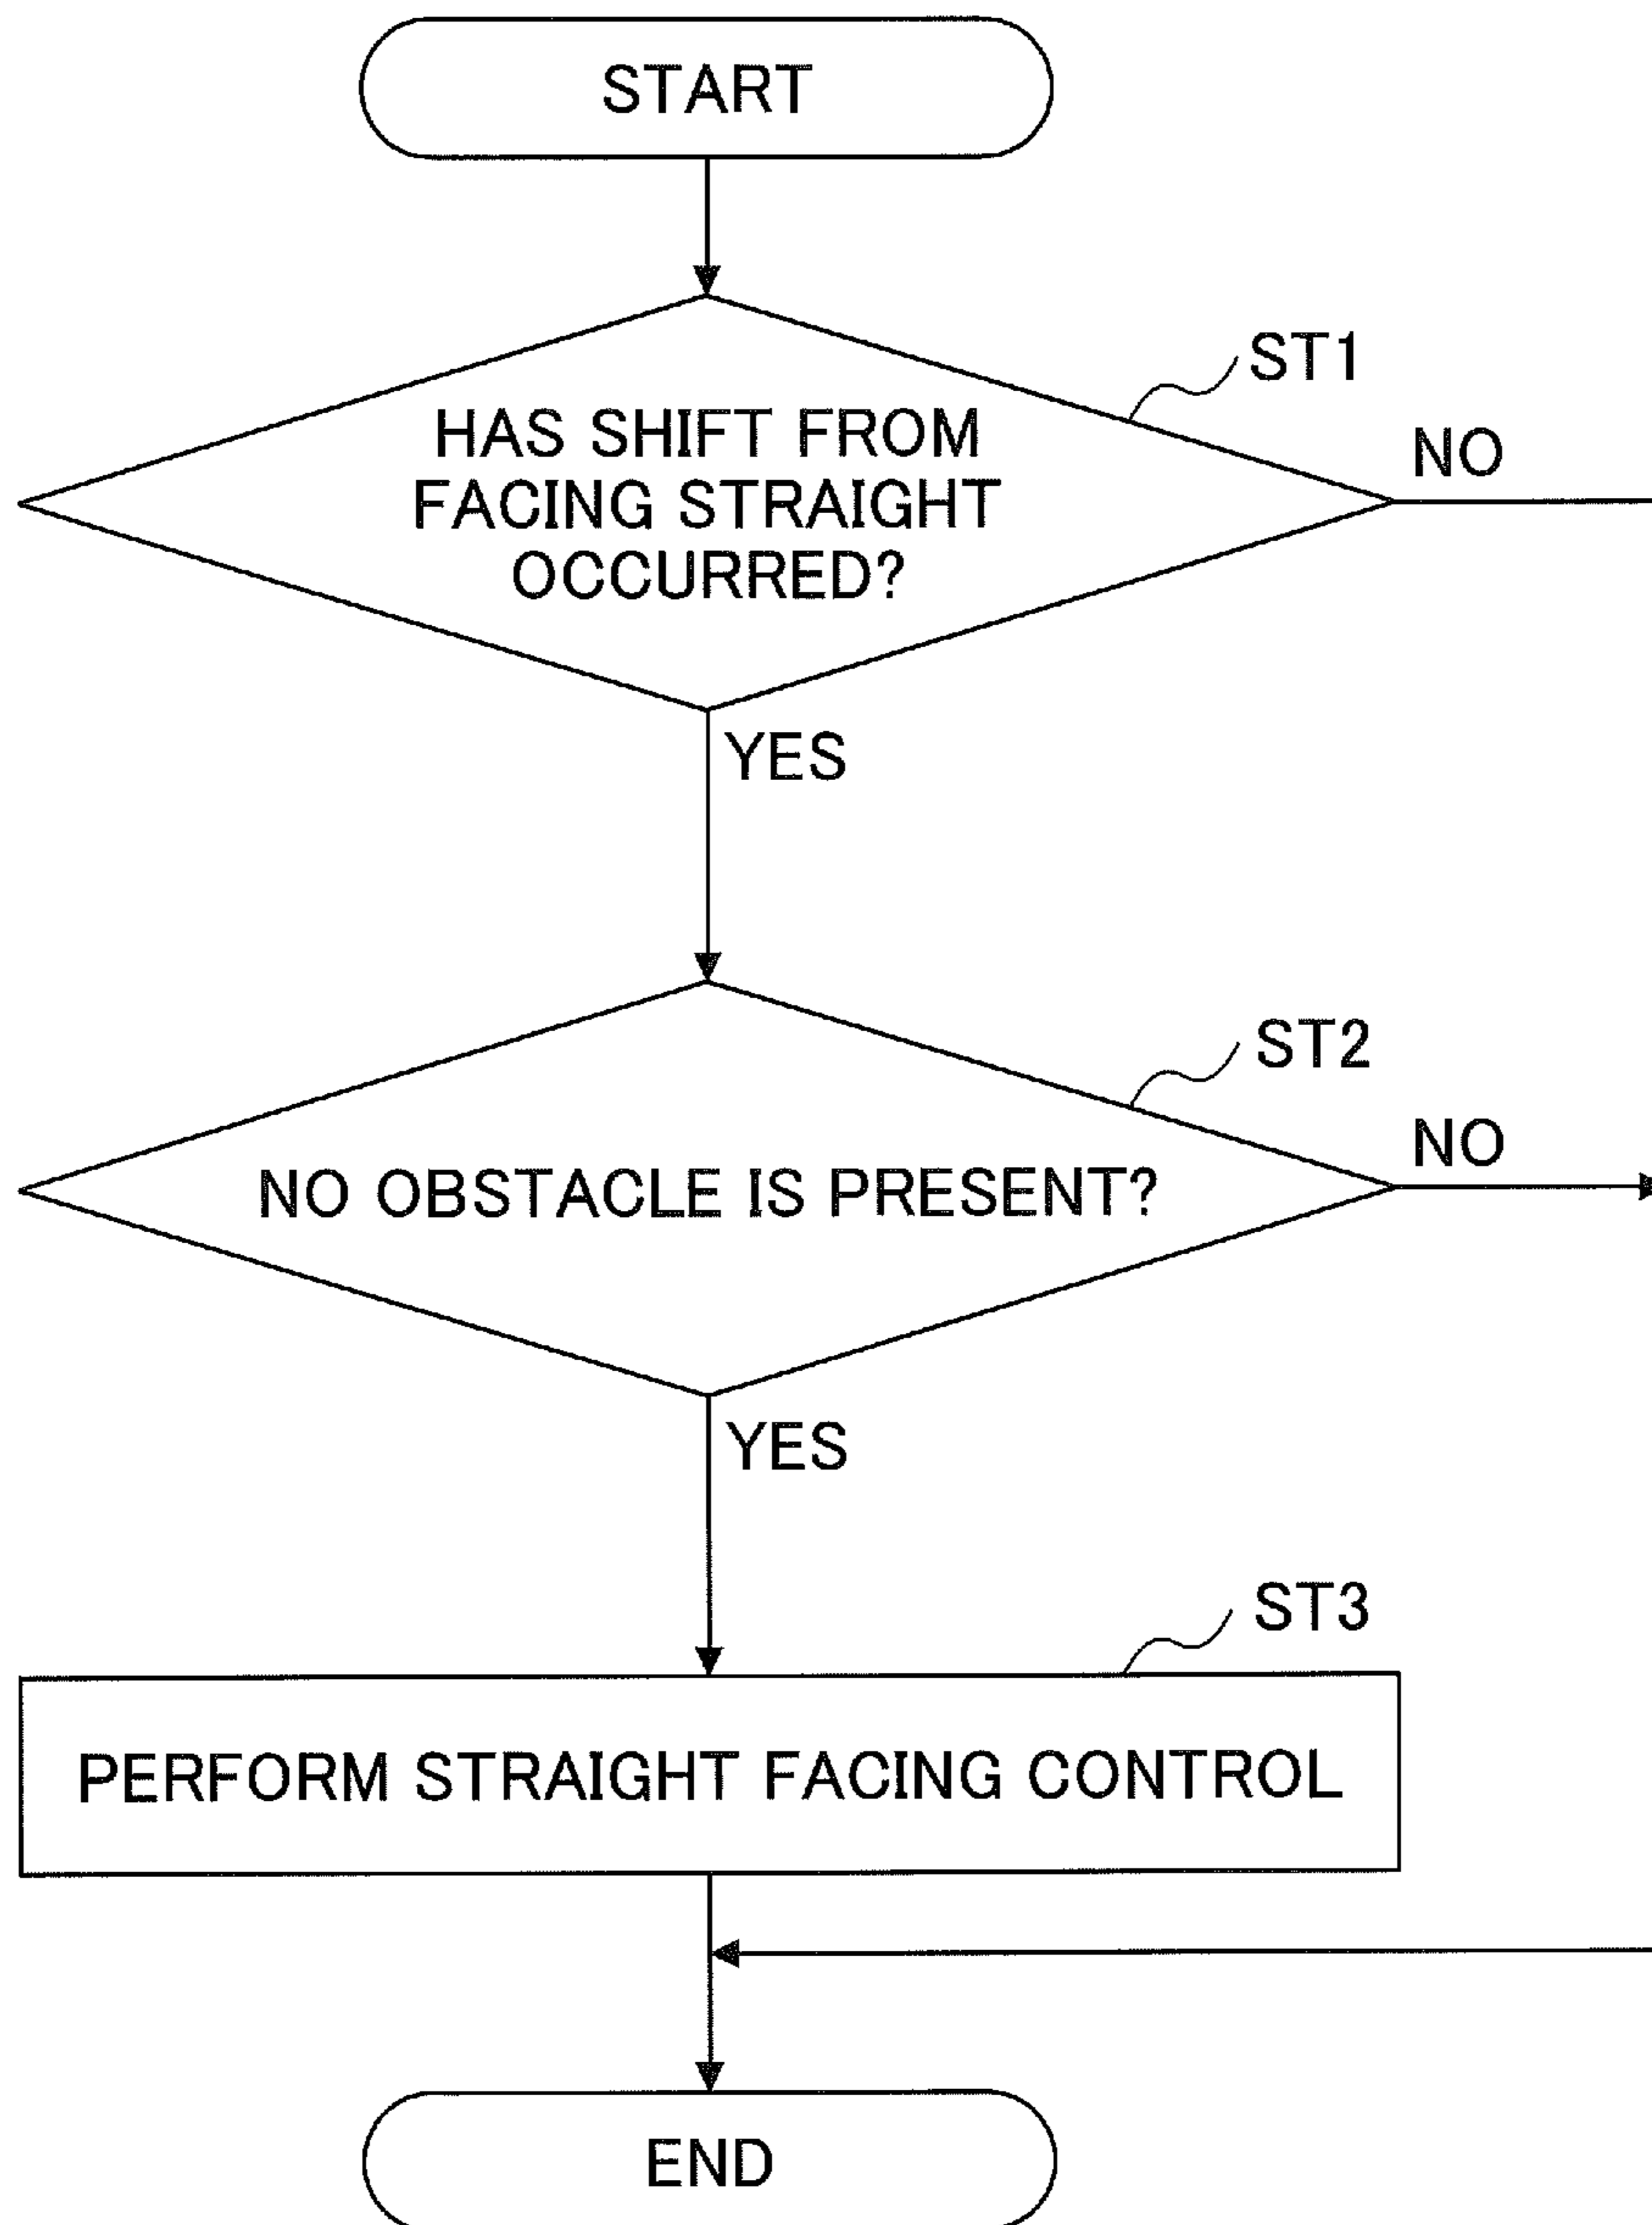 START
ST1
HAS SHIFT FROM
FACING STRAIGHT
OCCURRED?
NO
YES
ST2
NO OBSTACLE IS PRESENT?
NO
YES
ST3
PERFORM STRAIGHT FACING CONTROL
END